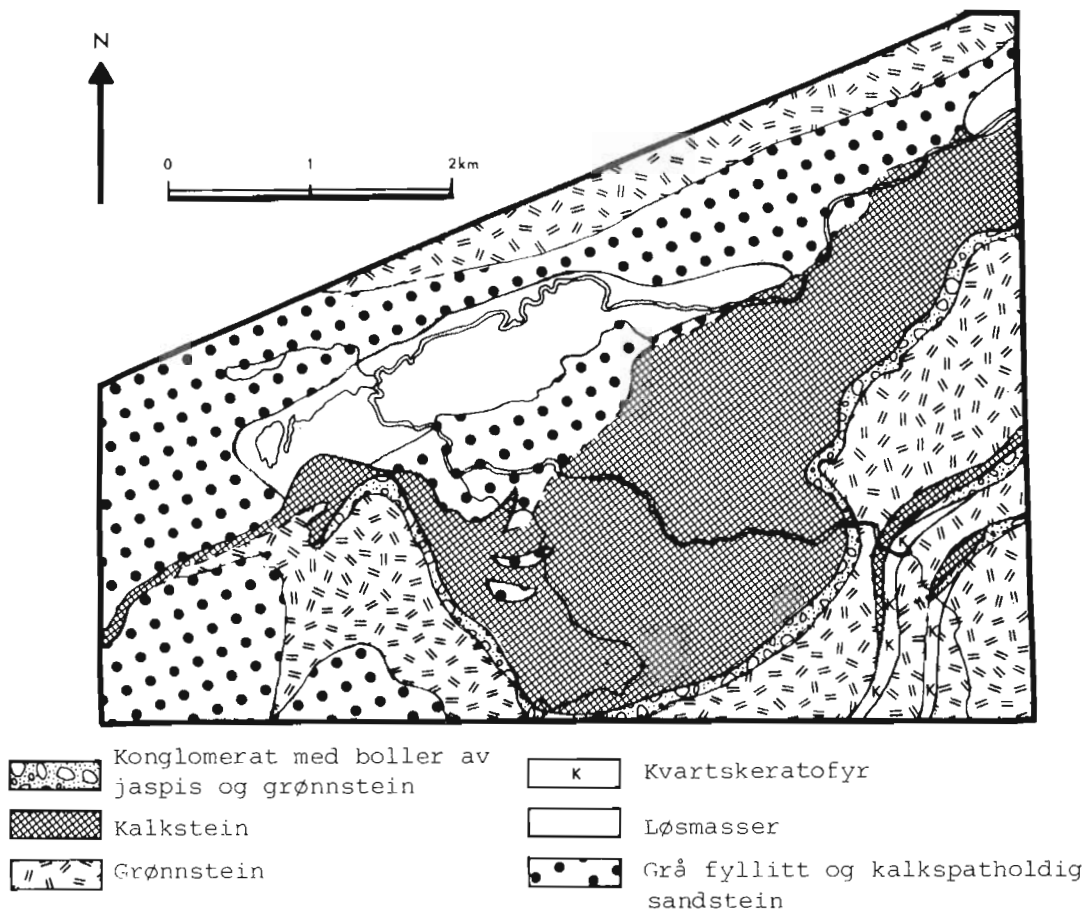 N
0 1 2km
K
K
K
K
K
Konglomerat med boller av
jaspis og grønnstein
Kalkstein
Grønnstein
K Kvartskeratofyr
Løsmasser
Grå fyllitt og kalkspatholdig
sandstein